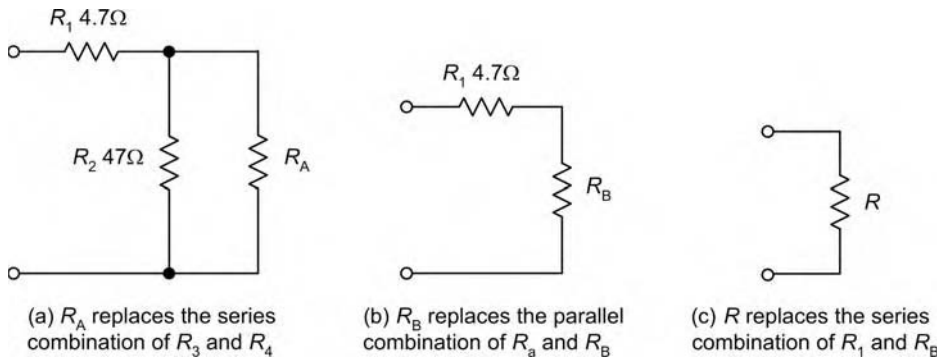 R1 4.7Ω
R2 47Ω
RA
(a) RA replaces the series
combination of R3 and R4
R1 4.7Ω
RB
(b) RB replaces the parallel
combination of Ra and RB
R
(c) R replaces the series
combination of R1 and RB